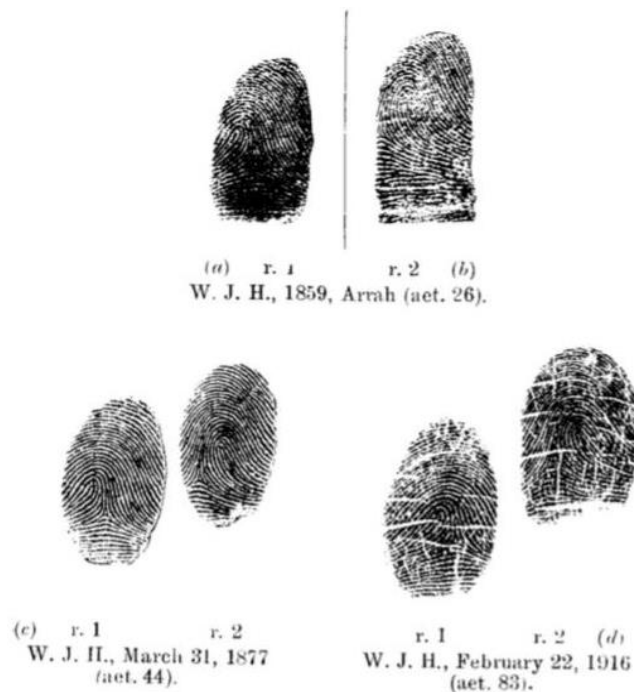 (a) r. 1 r. 2 (b)
W. J. H., 1859, Arrah (aet. 26).
(c) r. 1 r. 2
W. J. H., March 31, 1877
(aet. 44).
r. 1 r. 2 (d)
W. J. H., February 22, 1916
(aet. 83).